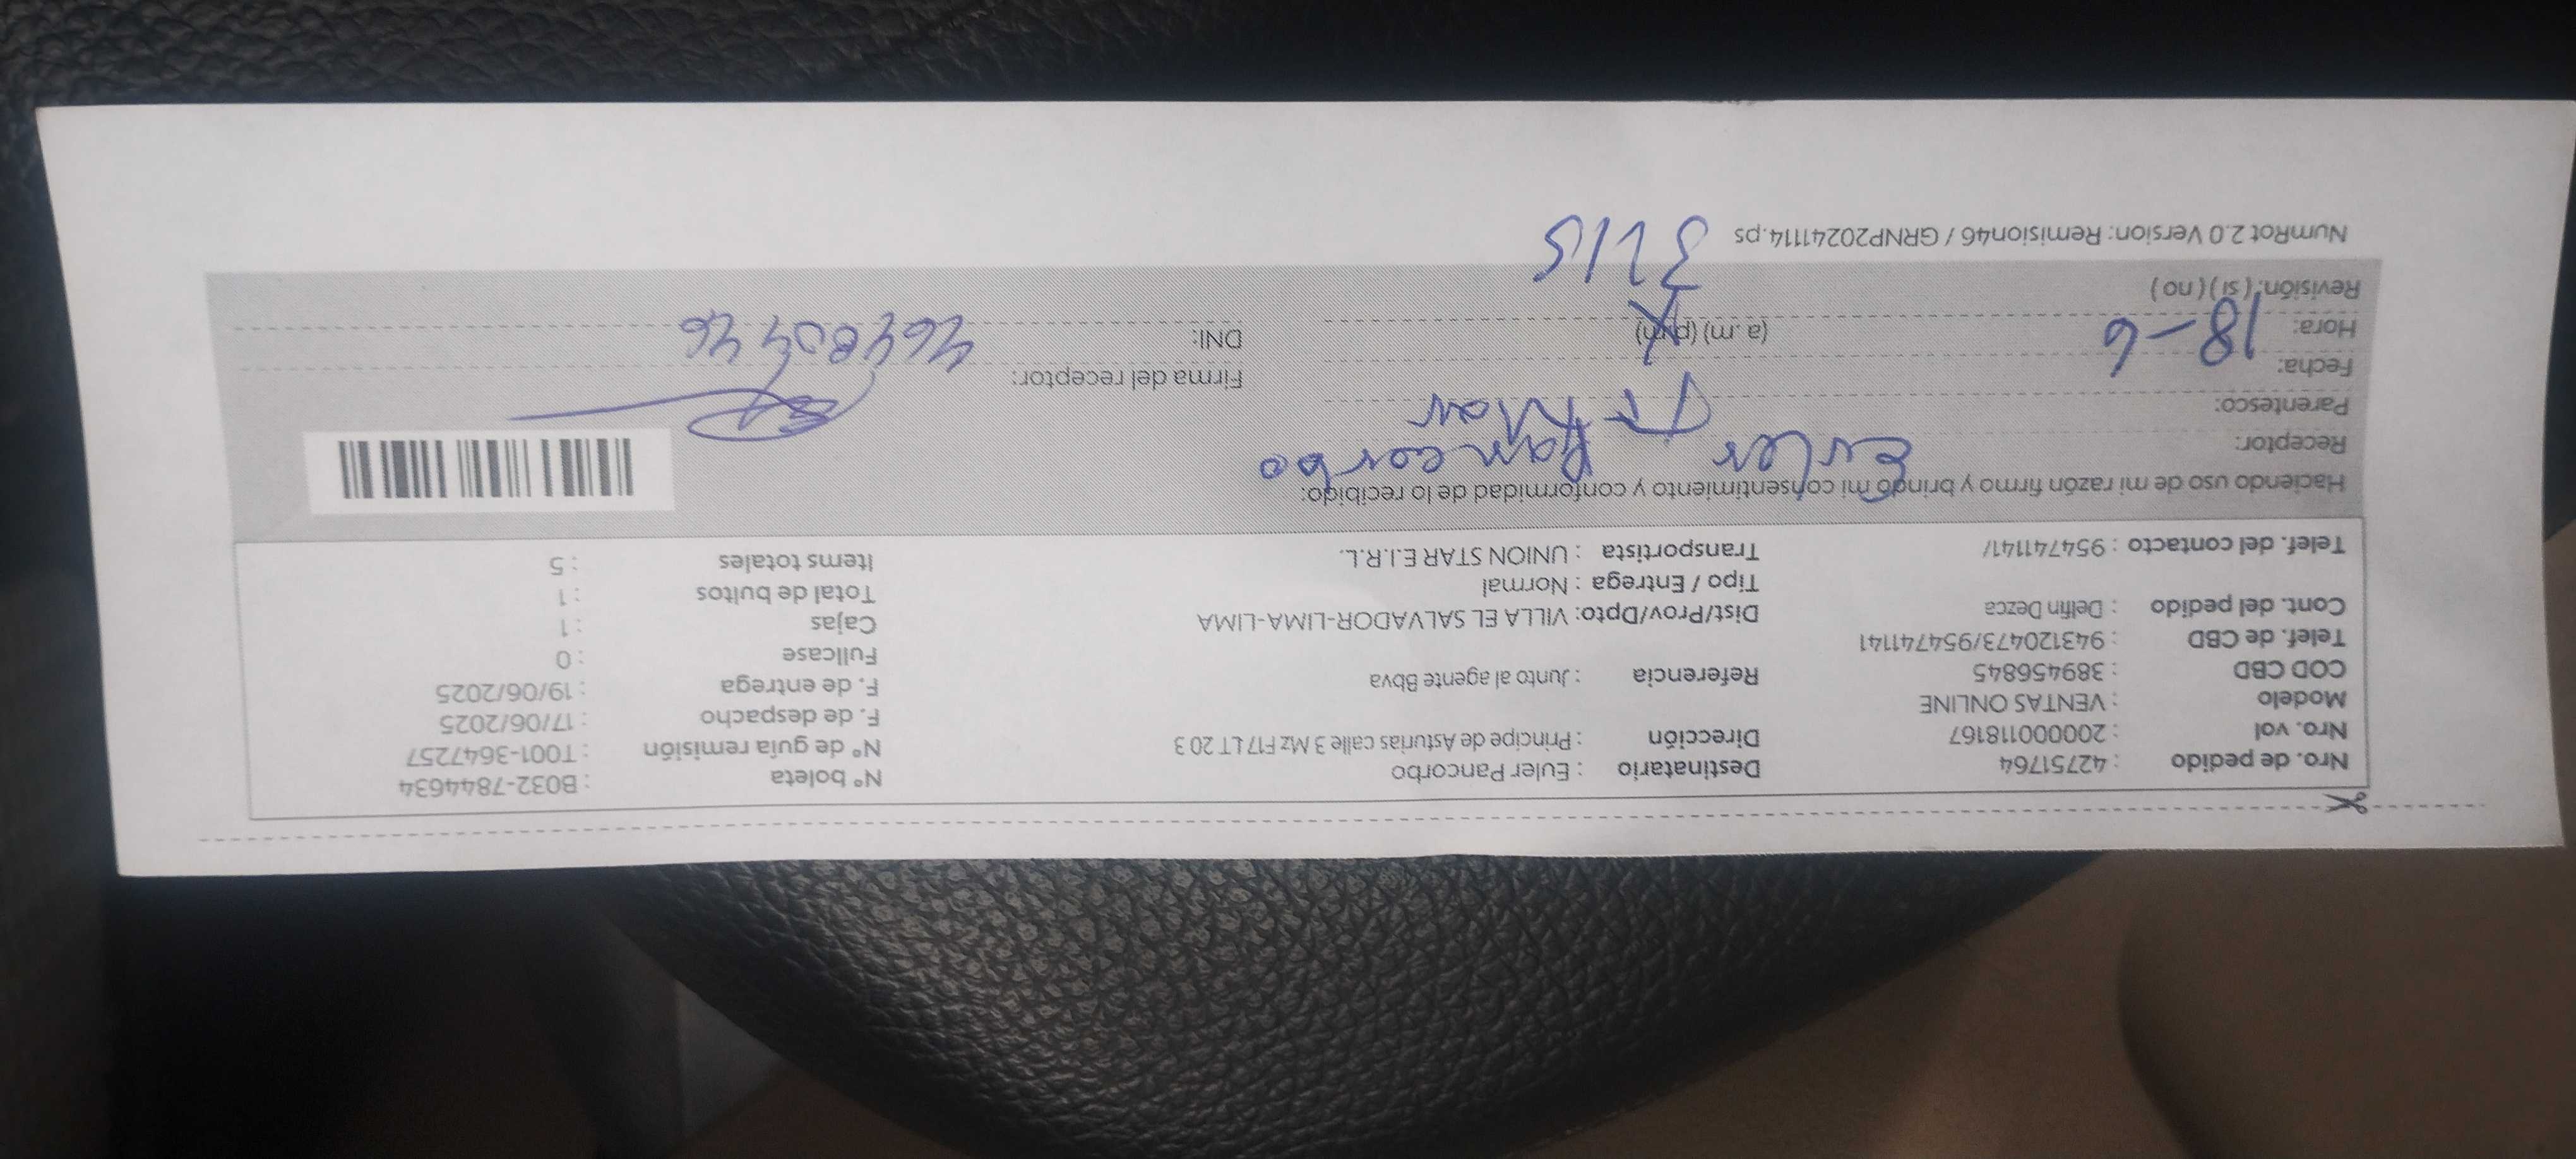 Nro. de pedido : 42751764 Destinatario : Euler Pancorbo N° boleta : B032-7844634
Nro. vol : 20000118167 Dirección : Principe de Asturias calle 3 Mz F17 LT 20 3 N° de guía remisión : T001-3647257
Modelo : VENTAS ONLINE F. de despacho : 17/06/2025
COD CBD : 389456845 Referencia : Junto al agente Bbva F. de entrega : 19/06/2025
Telef. de CBD : 943120473/954741141 Fullcase : 0
Cont. del pedido : Delfin Dezca Dist/Prov/Dpto: VILLA EL SALVADOR-LIMA-LIMA Cajas : 1
Tipo / Entrega : Normal Total de bultos : 1
Telef. del contacto : 954741141/ Transportista : UNION STAR E.I.R.L. Items totales : 5
Haciendo uso de mi razón firmo y brindo mi consentimiento y conformidad de lo recibido:
Receptor: Euler Pancorbo
Parentesco:
Fecha: 18-6 Firma del receptor:
Hora: (a.m) (p.m) DNI:
Revisión: ( si ) ( no )
NumRot 2.0 Version: Remision46 / GRNP20241114.ps